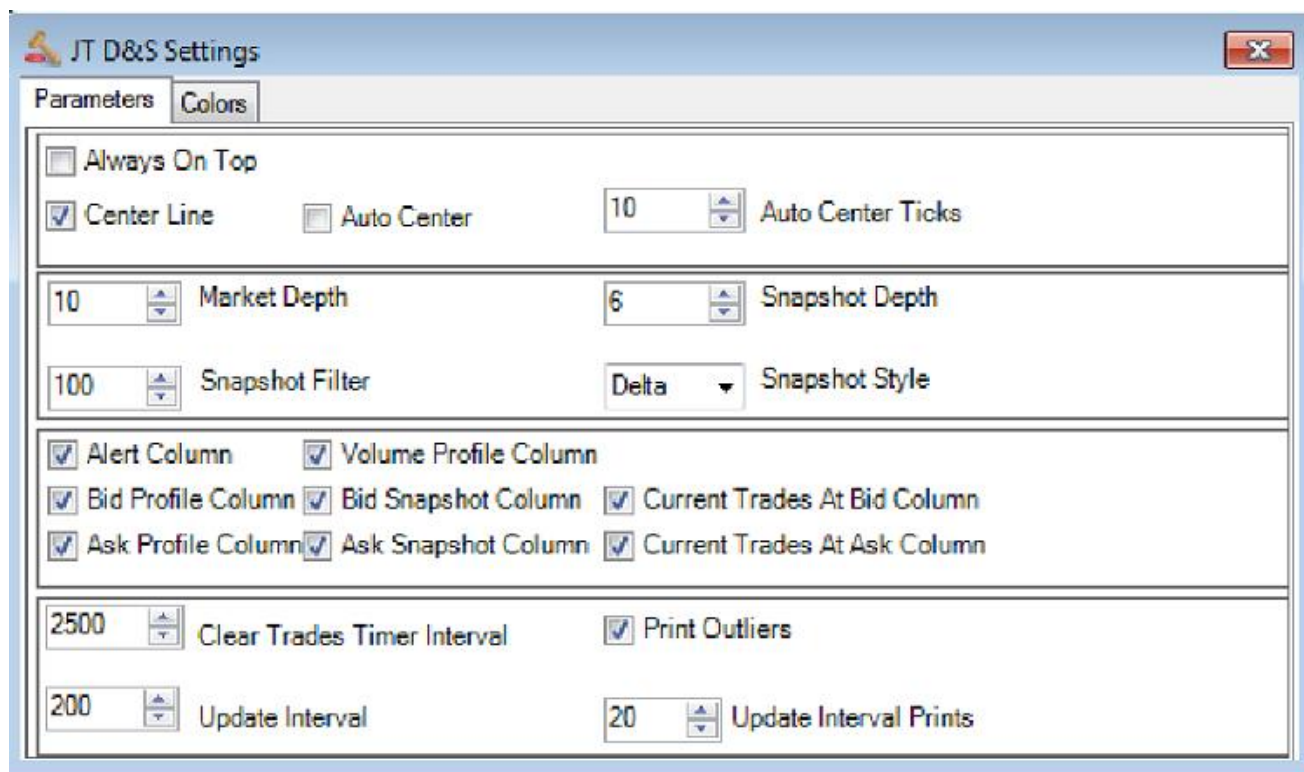 JT D&S Settings
Parameters Colors
Always On Top
Center Line Auto Center 10 Auto Center Ticks
10 Market Depth 6 Snapshot Depth
100 Snapshot Filter Delta Snapshot Style
Alert Column Volume Profile Column
Bid Profile Column Bid Snapshot Column Current Trades At Bid Column
Ask Profile Column Ask Snapshot Column Current Trades At Ask Column
2500 Clear Trades Timer Interval Print Outliers
200 Update Interval 20 Update Interval Prints